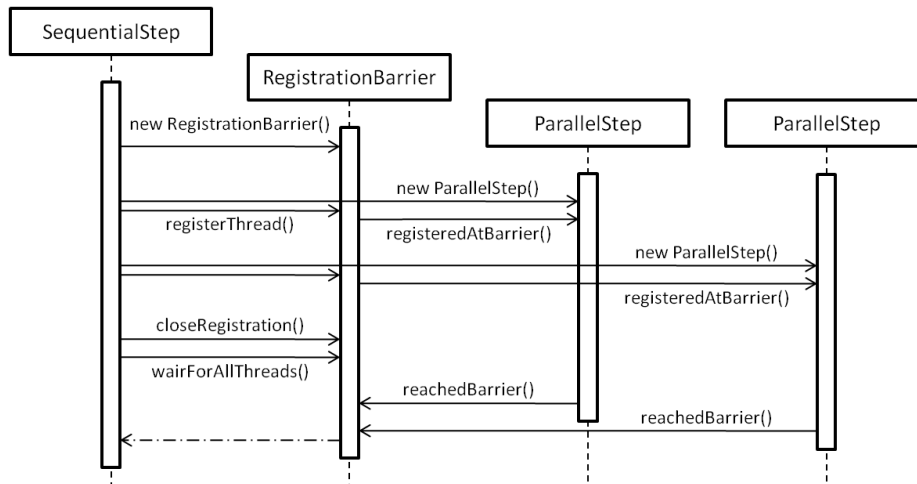 SequentialStep
RegistrationBarrier
ParallelStep
ParallelStep
new RegistrationBarrier()
new ParallelStep()
registerThread()
registeredAtBarrier()
new ParallelStep()
registeredAtBarrier()
closeRegistration()
wairForAllThreads()
reachedBarrier()
reachedBarrier()